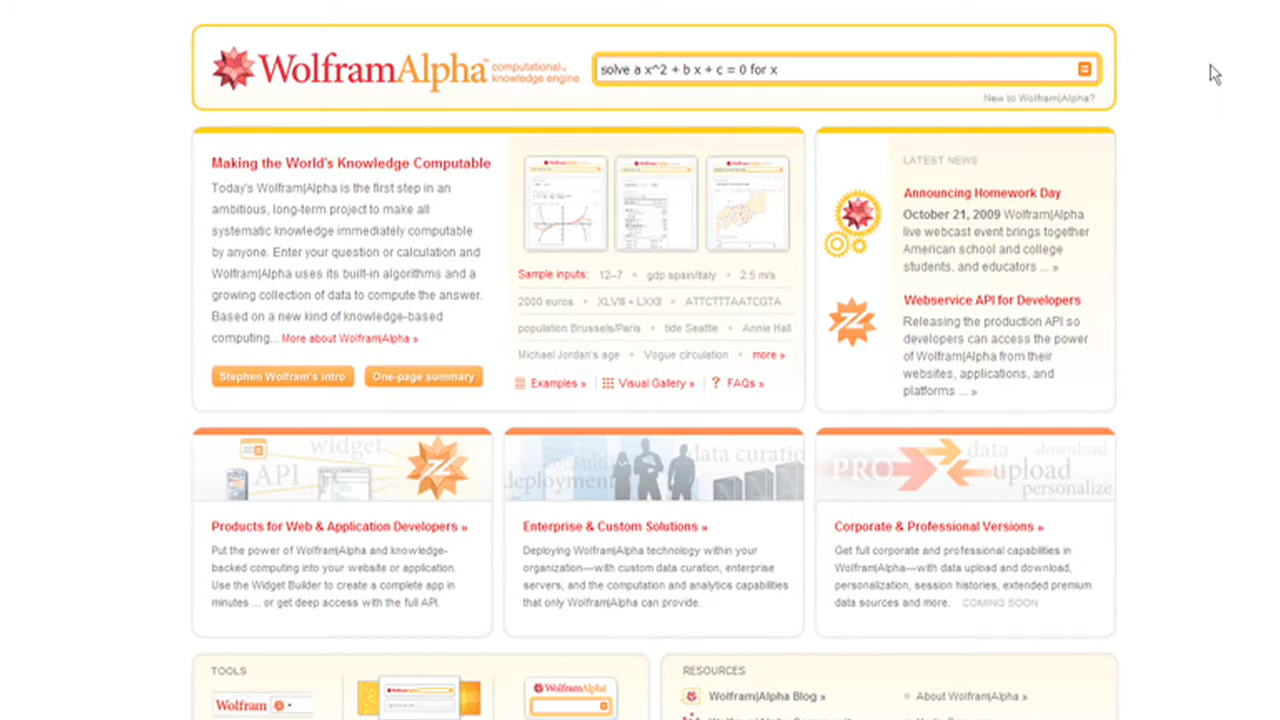 WolframAlpha™ computational knowledge engine
solve a x^2 + b x + c = 0 for x
New to Wolfram|Alpha?
Making the World's Knowledge Computable
Today's Wolfram|Alpha is the first step in an
ambitious, long-term project to make all
systematic knowledge immediately computable
by anyone. Enter your question or calculation and
Wolfram|Alpha uses its built-in algorithms and a
growing collection of data to compute the answer.
Based on a new kind of knowledge-based
computing... More about Wolfram|Alpha »
Stephen Wolfram's intro
One-page summary
Sample inputs: 12–7 • gdp spain/italy • 2.5 m/s
2000 euros • XLVIII + LXXII • ATTCTTTAATCGTA
population Brussels/Paris • tide Seattle • Annie Hall
Michael Jordan's age • Vogue circulation • more »
Examples » | Visual Gallery » | ? FAQs »
LATEST NEWS
Announcing Homework Day
October 21, 2009 Wolfram|Alpha
live webcast event brings together
American school and college
students, and educators ... »
Webservice API for Developers
Releasing the production API so
developers can access the power
of Wolfram|Alpha from their
websites, applications, and
platforms ... »
widget
API
Products for Web & Application Developers »
Put the power of Wolfram|Alpha and knowledge-
backed computing into your website or application.
Use the Widget Builder to create a complete app in
minutes ... or get deep access with the full API.
deployment
data curatio
Enterprise & Custom Solutions »
Deploying Wolfram|Alpha technology within your
organization—with custom data curation, enterprise
servers, and the computation and analytics capabilities
that only Wolfram|Alpha can provide.
PRO
data
download
upload
personalize
Corporate & Professional Versions »
Get full corporate and professional capabilities in
Wolfram|Alpha—with data upload and download,
personalization, session histories, extended premium
data sources and more. COMING SOON
TOOLS
Wolfram
WolframAlpha
RESOURCES
Wolfram|Alpha Blog »
About Wolfram|Alpha »